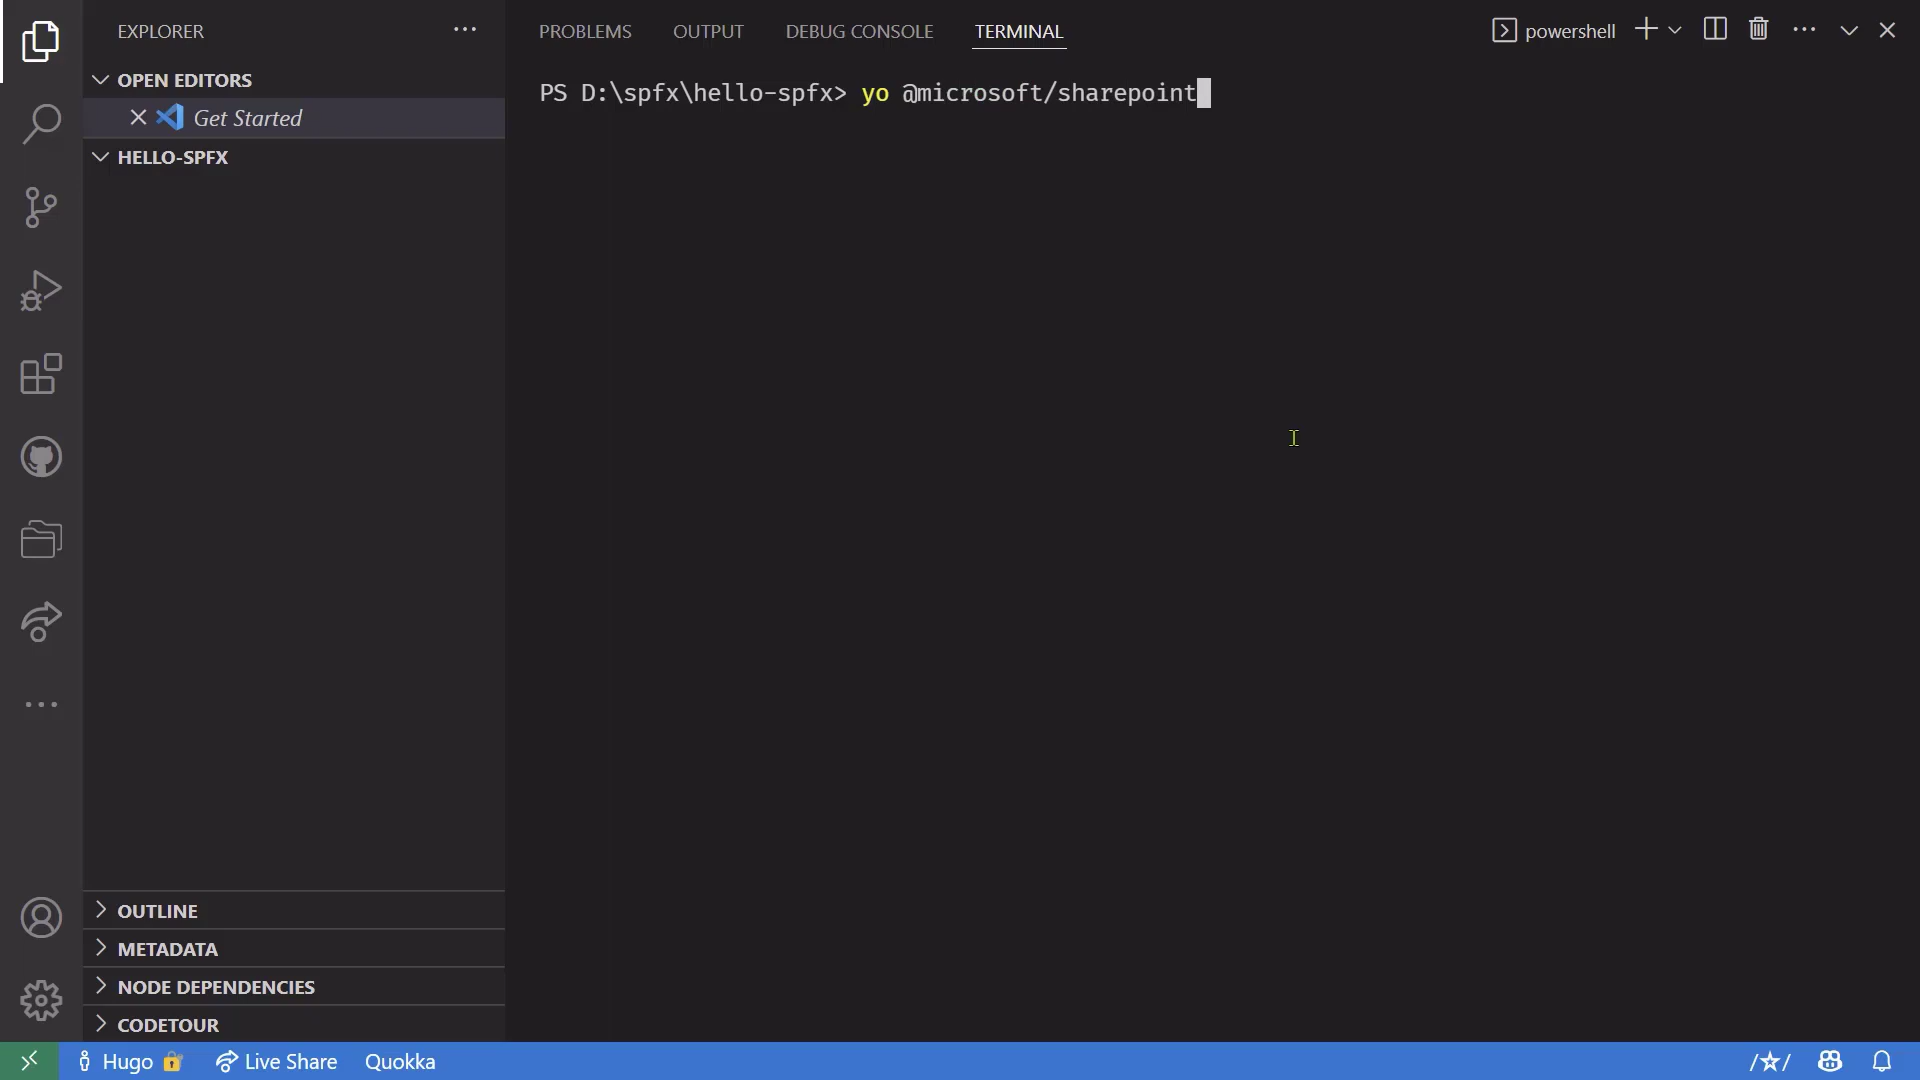 EXPLORER
OPEN EDITORS
Get Started
HELLO-SPFX
OUTLINE
METADATA
NODE DEPENDENCIES
CODETOUR
PROBLEMS OUTPUT DEBUG CONSOLE TERMINAL
powershell
PS D:\spfx\hello-spfx> yo @microsoft/sharepoint
Hugo Live Share Quokka